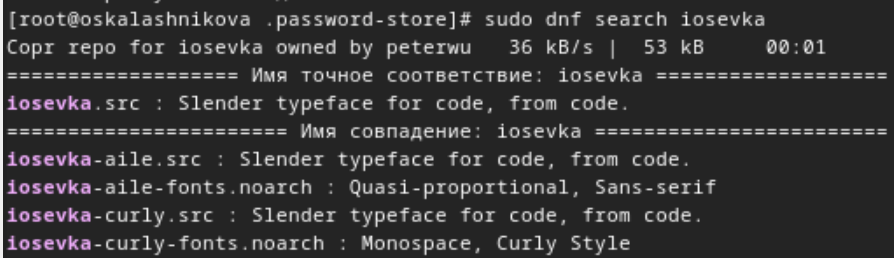 [root@oskalashnikova .password-store]# sudo dnf search iosevka
Copr repo for iosevka owned by peterwu   36 kB/s |  53 kB     00:01
=================== Имя точное соответствие: iosevka ===================
iosevka.src : Slender typeface for code, from code.
======================= Имя совпадение: iosevka ========================
iosevka-aile.src : Slender typeface for code, from code.
iosevka-aile-fonts.noarch : Quasi-proportional, Sans-serif
iosevka-curly.src : Slender typeface for code, from code.
iosevka-curly-fonts.noarch : Monospace, Curly Style